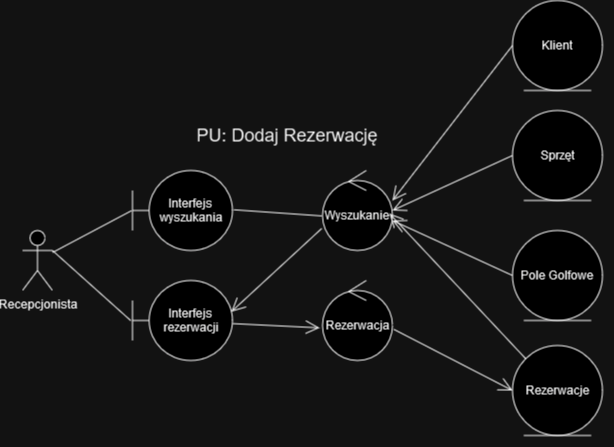 Klient
PU: Dodaj Rezerwację
Sprzęt
Interfejs
wyszukania
Wyszukanie
Recepcjonista
Pole Golfowe
Interfejs
rezerwacji
Rezerwacja
Rezerwacje